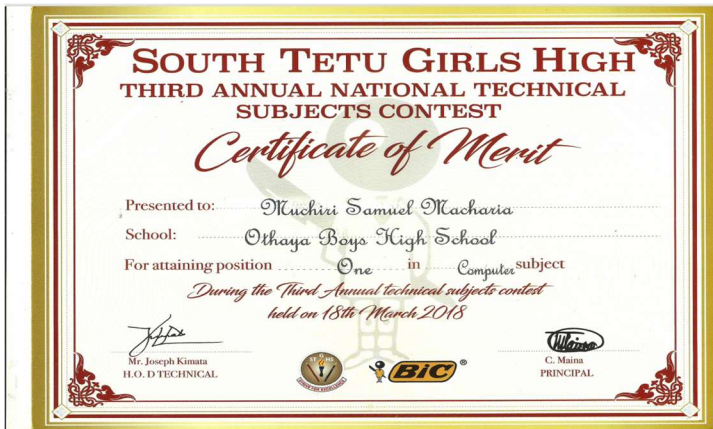 SOUTH TETU GIRLS HIGH
THIRD ANNUAL NATIONAL TECHNICAL
SUBJECTS CONTEST
Certificate of Merit
Presented to: Muchiri Samuel Macharia
School: Othaya Boys High School
For attaining position One in Computer subject
During the Third Annual technical subjects contest
held on 18th March 2018
Mr. Joseph Kimata
H.O. D TECHNICAL
BiC ®
C. Maina
PRINCIPAL